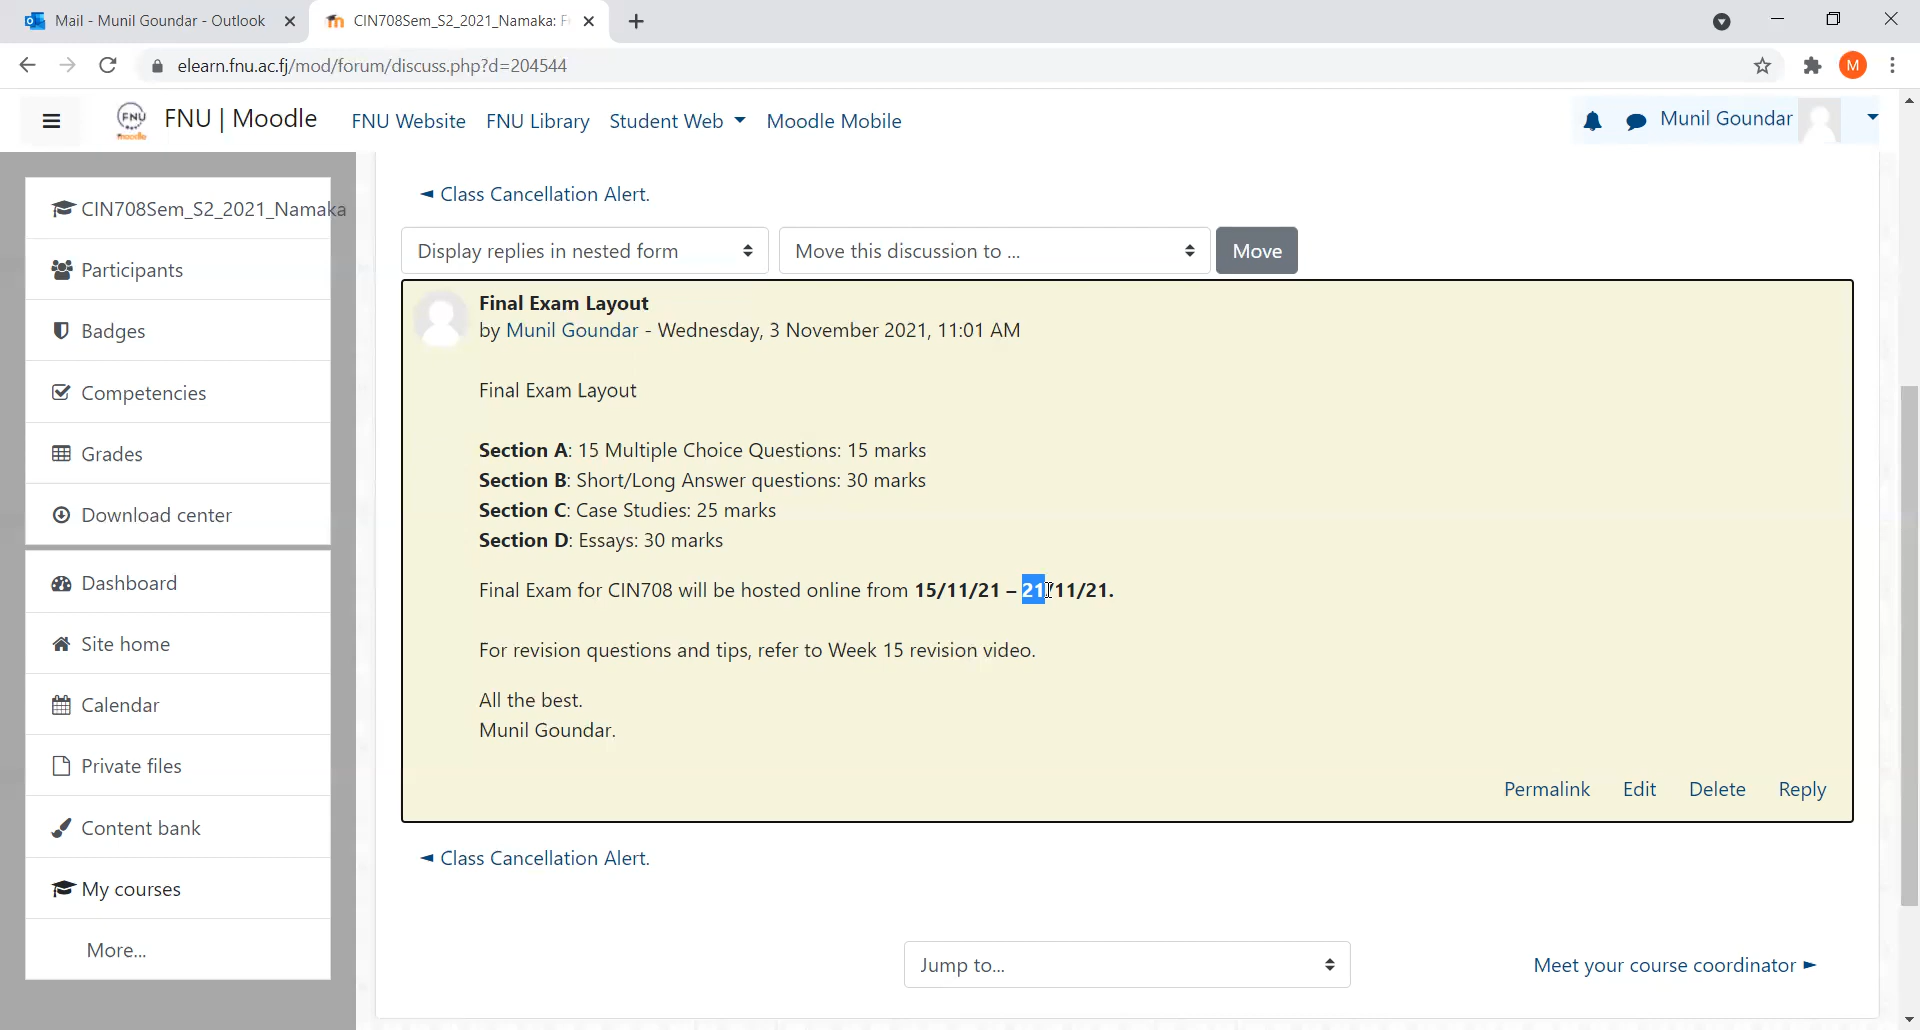 Mail - Munil Goundar - Outlook
CIN708Sem_S2_2021_Namaka: F
elearn.fnu.ac.fj/mod/forum/discuss.php?d=204544
M
FNU
moodle
FNU | Moodle
FNU Website
FNU Library
Student Web
Moodle Mobile
Munil Goundar
CIN708Sem_S2_2021_Namaka
Participants
Badges
Competencies
Grades
Download center
Dashboard
Site home
Calendar
Private files
Content bank
My courses
More...
◄ Class Cancellation Alert.
Display replies in nested form
Move this discussion to ...
Move
Final Exam Layout
by Munil Goundar - Wednesday, 3 November 2021, 11:01 AM
Final Exam Layout
Section A: 15 Multiple Choice Questions: 15 marks
Section B: Short/Long Answer questions: 30 marks
Section C: Case Studies: 25 marks
Section D: Essays: 30 marks
Final Exam for CIN708 will be hosted online from 15/11/21 – 21/11/21.
For revision questions and tips, refer to Week 15 revision video.
All the best.
Munil Goundar.
Permalink
Edit
Delete
Reply
◄ Class Cancellation Alert.
Jump to...
Meet your course coordinator ►